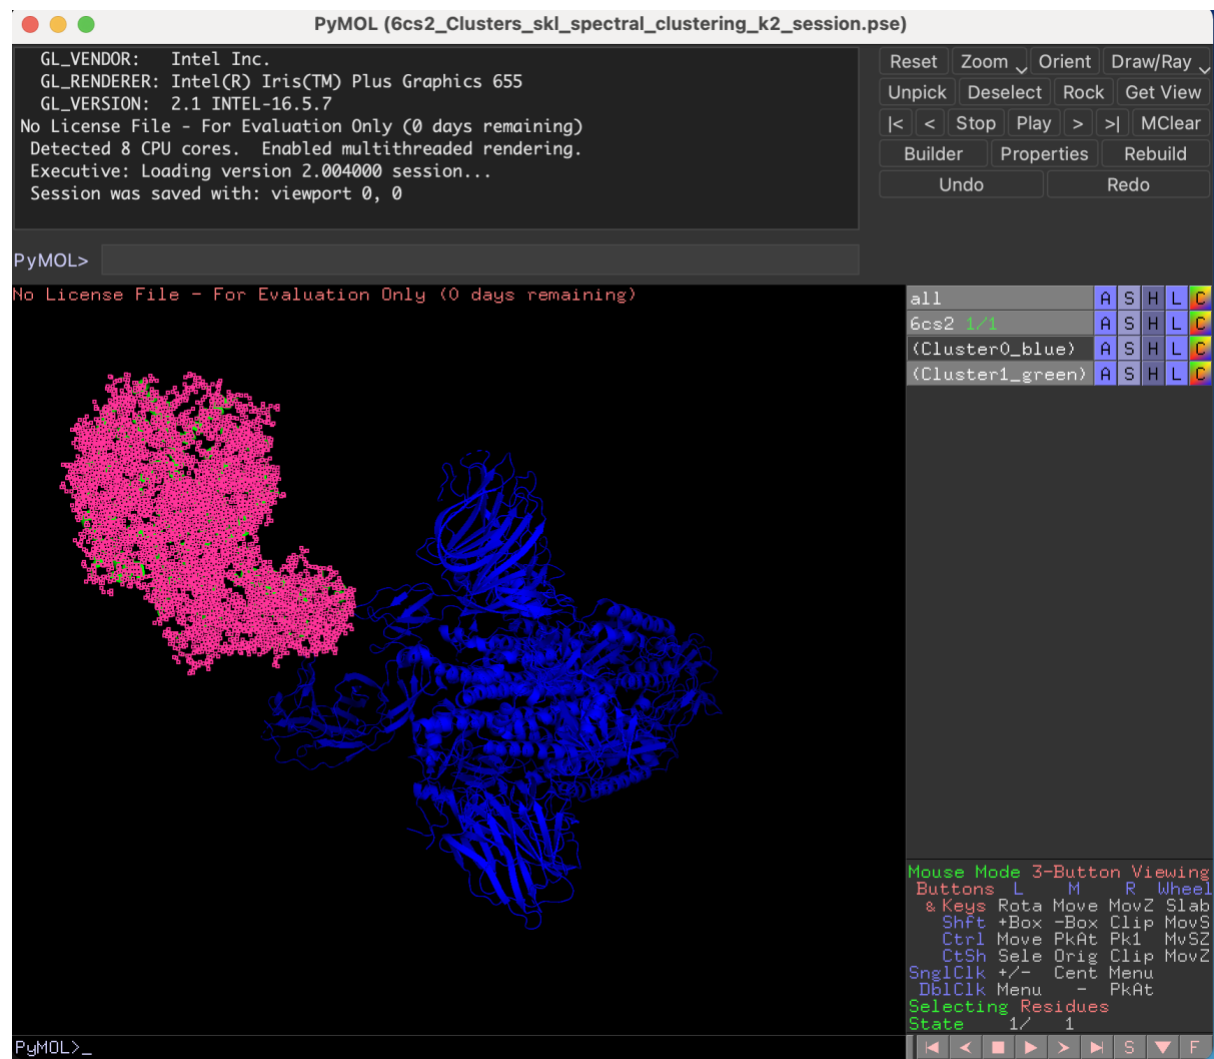 PyMOL (6cs2_Clusters_skl_spectral_clustering_k2_session.pse)
GL_VENDOR: Intel Inc.
GL_RENDERER: Intel(R) Iris(TM) Plus Graphics 655
GL_VERSION: 2.1 INTEL-16.5.7
No License File - For Evaluation Only (0 days remaining)
Detected 8 CPU cores. Enabled multithreaded rendering.
Executive: Loading version 2.004000 session...
Session was saved with: viewport 0, 0
Reset Zoom Orient Draw/Ray
Unpick Deselect Rock Get View
|< < Stop Play > >| MClear
Builder Properties Rebuild
Undo Redo
PyMOL>
No License File - For Evaluation Only (0 days remaining)
all A S H L C
6cs2 1/1 A S H L C
(Cluster0_blue) A S H L C
(Cluster1_green) A S H L C
Mouse Mode 3-Button Viewing
Buttons L M R Wheel
& Keys Rota Move MovZ Slab
Shft +Box -Box Clip MovS
Ctrl Move PkAt Pk1 MvSZ
CtSh Sele Orig Clip MovZ
SnglClk +/- Cent Menu
DblClk Menu - PkAt
Selecting Residues
State 1/ 1
PyMOL>_
S F